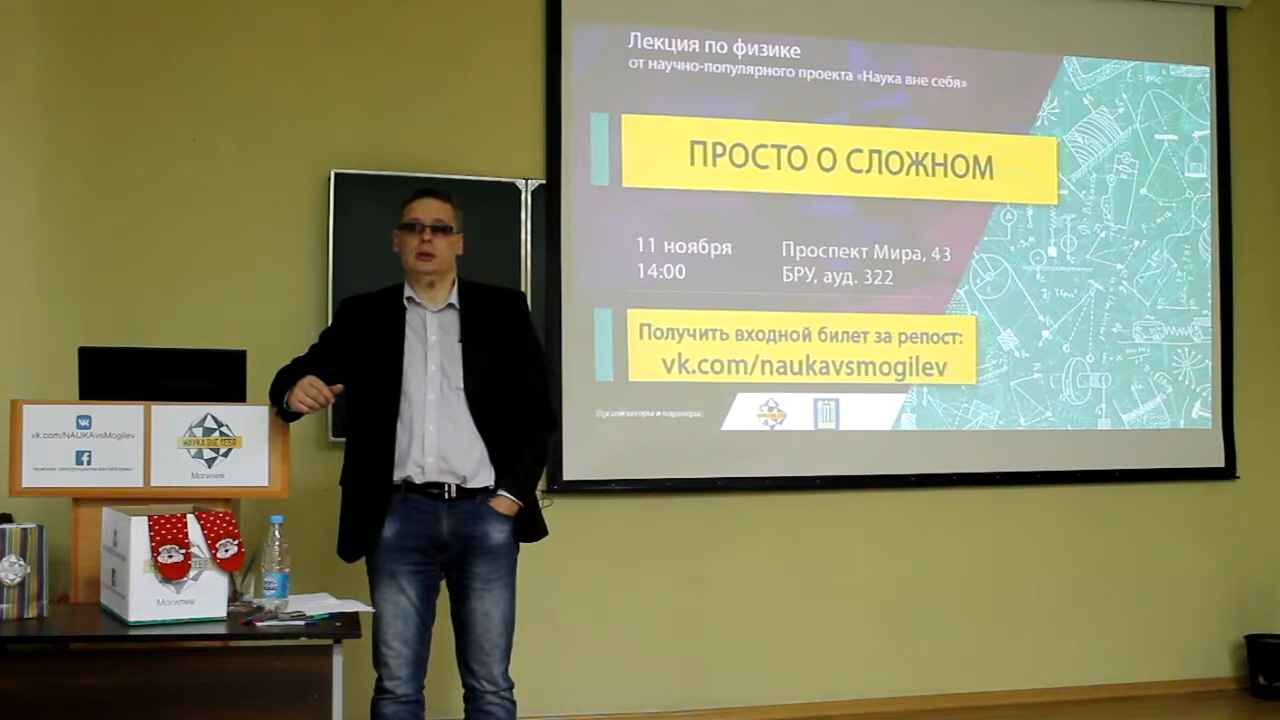 Лекция по физике
от научно-популярного проекта «Наука вне себя»
ПРОСТО О СЛОЖНОМ
11 ноября
14:00
Проспект Мира, 43
БРУ, ауд. 322
Получить входной билет за репост:
vk.com/naukavsmogilev
Организаторы и партнеры:
vk.com/NAUKAvsMogilev
НАУКА ВНЕ СЕБЯ
Могилев
Могилев